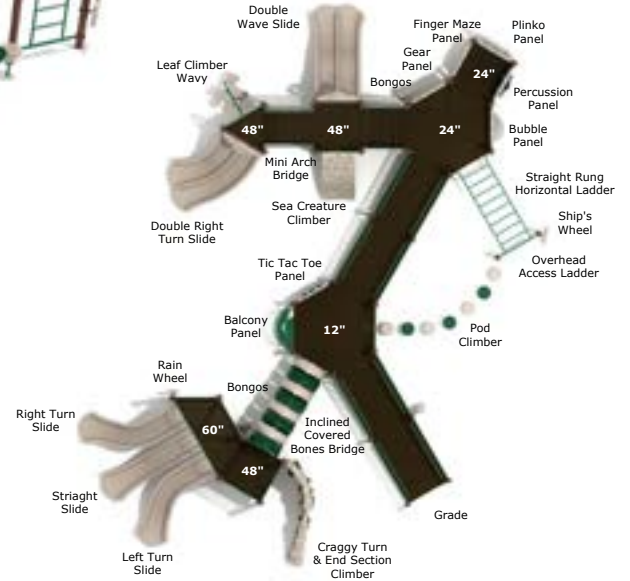 Double
Wave Slide
Finger Maze
Panel
Plinko
Panel
Gear
Panel
Leaf Climber
Wavy
Bongos
24"
Percussion
Panel
48"
48"
24"
Bubble
Panel
Mini Arch
Bridge
Straight Rung
Horizontal Ladder
Sea Creature
Climber
Double Right
Turn Slide
Ship's
Wheel
Overhead
Access Ladder
Tic Tac Toe
Panel
Balcony
Panel
12"
Pod
Climber
Rain
Wheel
Bongos
Right Turn
Slide
60"
Inclined
Covered
Bones Bridge
48"
Striaght
Slide
Grade
Left Turn
Slide
Craggy Turn
& End Section
Climber